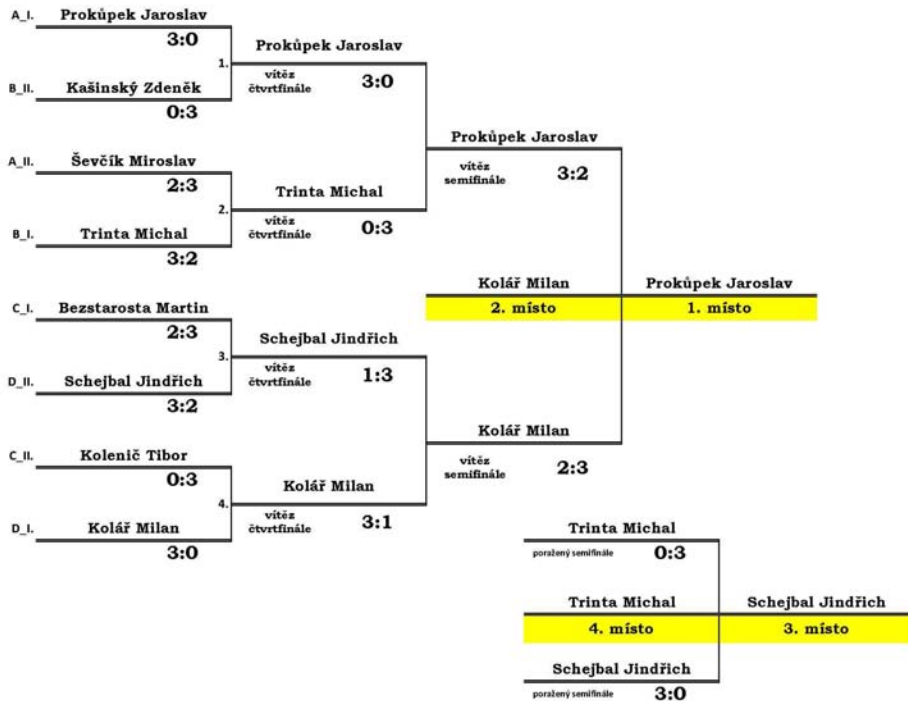 A_I. Prokůpek Jaroslav
3:0
1.
B_II. Kašinský Zdeněk
0:3
Prokůpek Jaroslav
vítěz
čtvrtfinále
3:0
A_II. Ševčík Miroslav
2:3
2.
B_I. Trinta Michal
3:2
Trinta Michal
vítěz
čtvrtfinále
0:3
Prokůpek Jaroslav
vítěz
semifinále
3:2
C_I. Bezstarosta Martin
2:3
3.
D_II. Schejbal Jindřich
3:2
Schejbal Jindřich
vítěz
čtvrtfinále
1:3
C_II. Kolenič Tibor
0:3
4.
D_I. Kolář Milan
3:0
Kolář Milan
vítěz
čtvrtfinále
3:1
Kolář Milan
vítěz
semifinále
2:3
Kolář Milan
2. místo
Prokůpek Jaroslav
1. místo
Trinta Michal
poražený semifinále
0:3
Trinta Michal
4. místo
Schejbal Jindřich
3. místo
Schejbal Jindřich
poražený semifinále
3:0